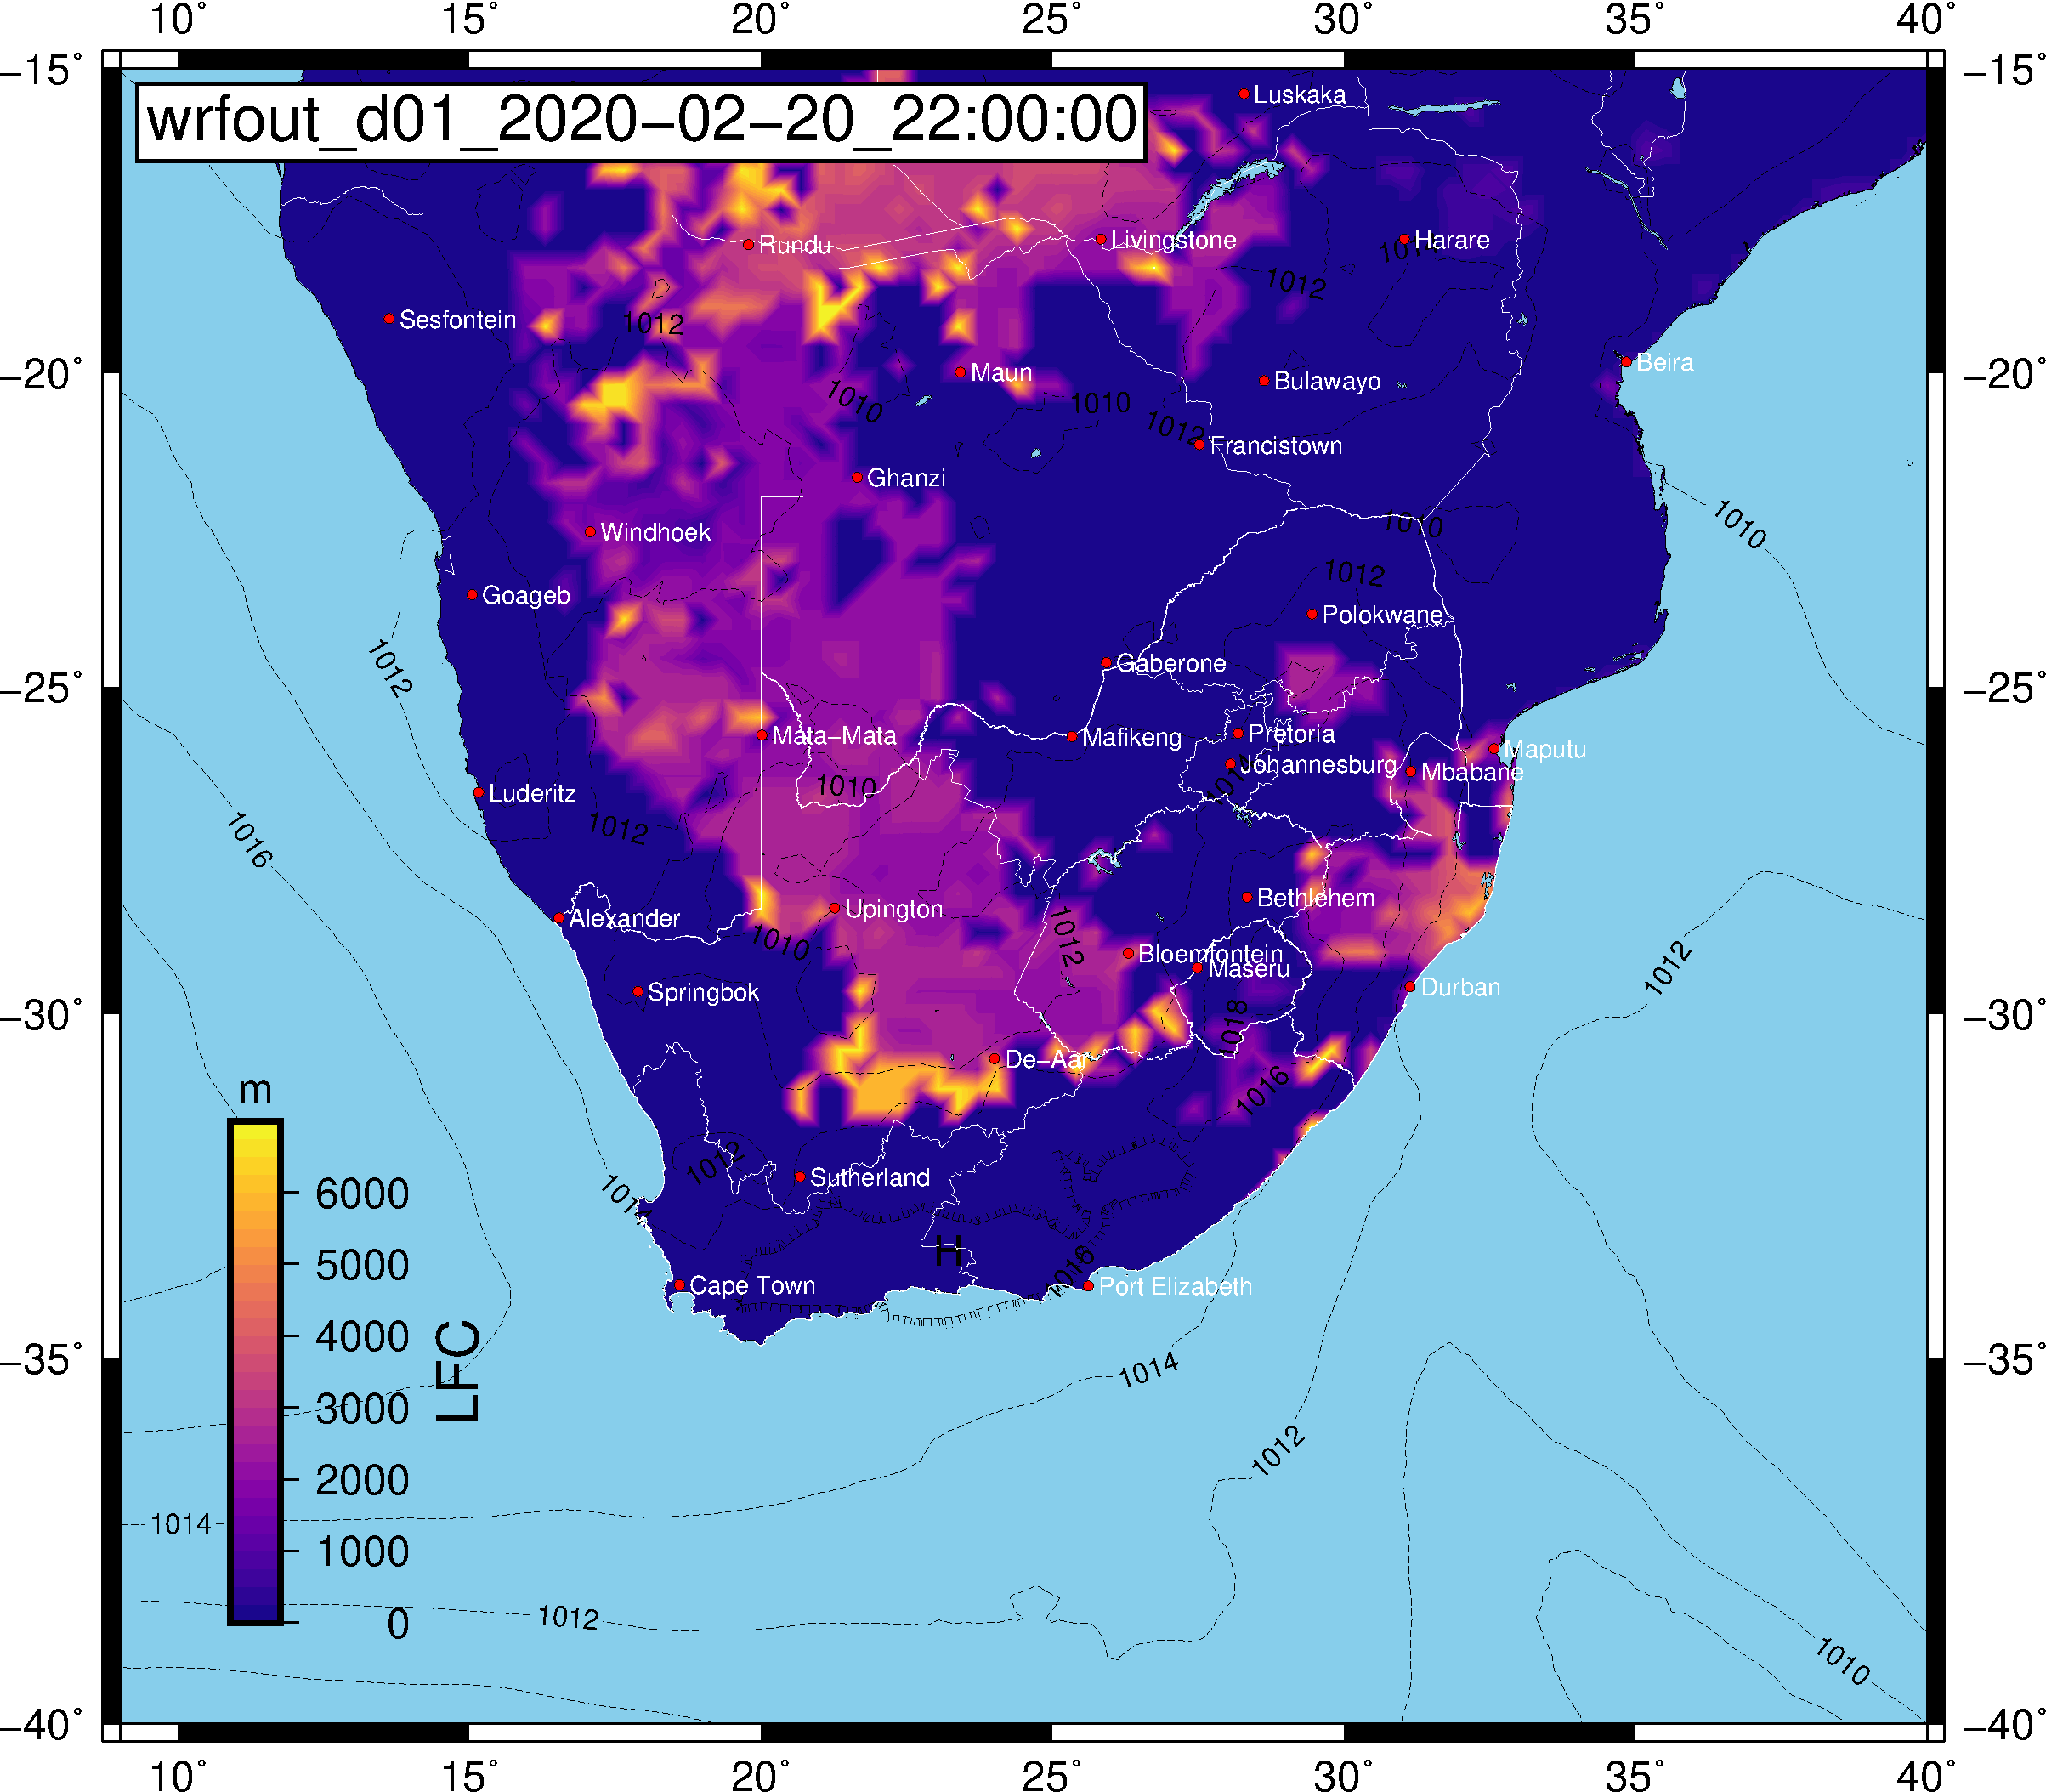 10° 15° 20° 25° 30° 35° 40°
−15° −15°
wrfout_d01_2020−02−20_22:00:00
Luskaka
Rundu
Livingstone
Harare
1014
1012
Sesfontein
1012
Beira
−20° −20°
Maun
Bulawayo
1010
1010
1012
Francistown
Ghanzi
1010
1010
Windhoek
1012
Goageb
Polokwane
1012
Gaberone
−25° −25°
Mata−Mata
Mafikeng
Pretoria
Maputu
Johannesburg
Mbabane
1014
1010
Luderitz
1016
1012
Bethlehem
Upington
Alexander
1010
1012
Bloemfontein
Maseru
1012
Springbok
Durban
−30° −30°
1018
De−Aar
1016
m
1012
Sutherland
1014
6000
H
5000
1016
Cape Town
Port Elizabeth
4000
LFC
−35° −35°
1014
3000
1012
2000
1014
1000
0
1012
1010
−40° −40°
10° 15° 20° 25° 30° 35° 40°